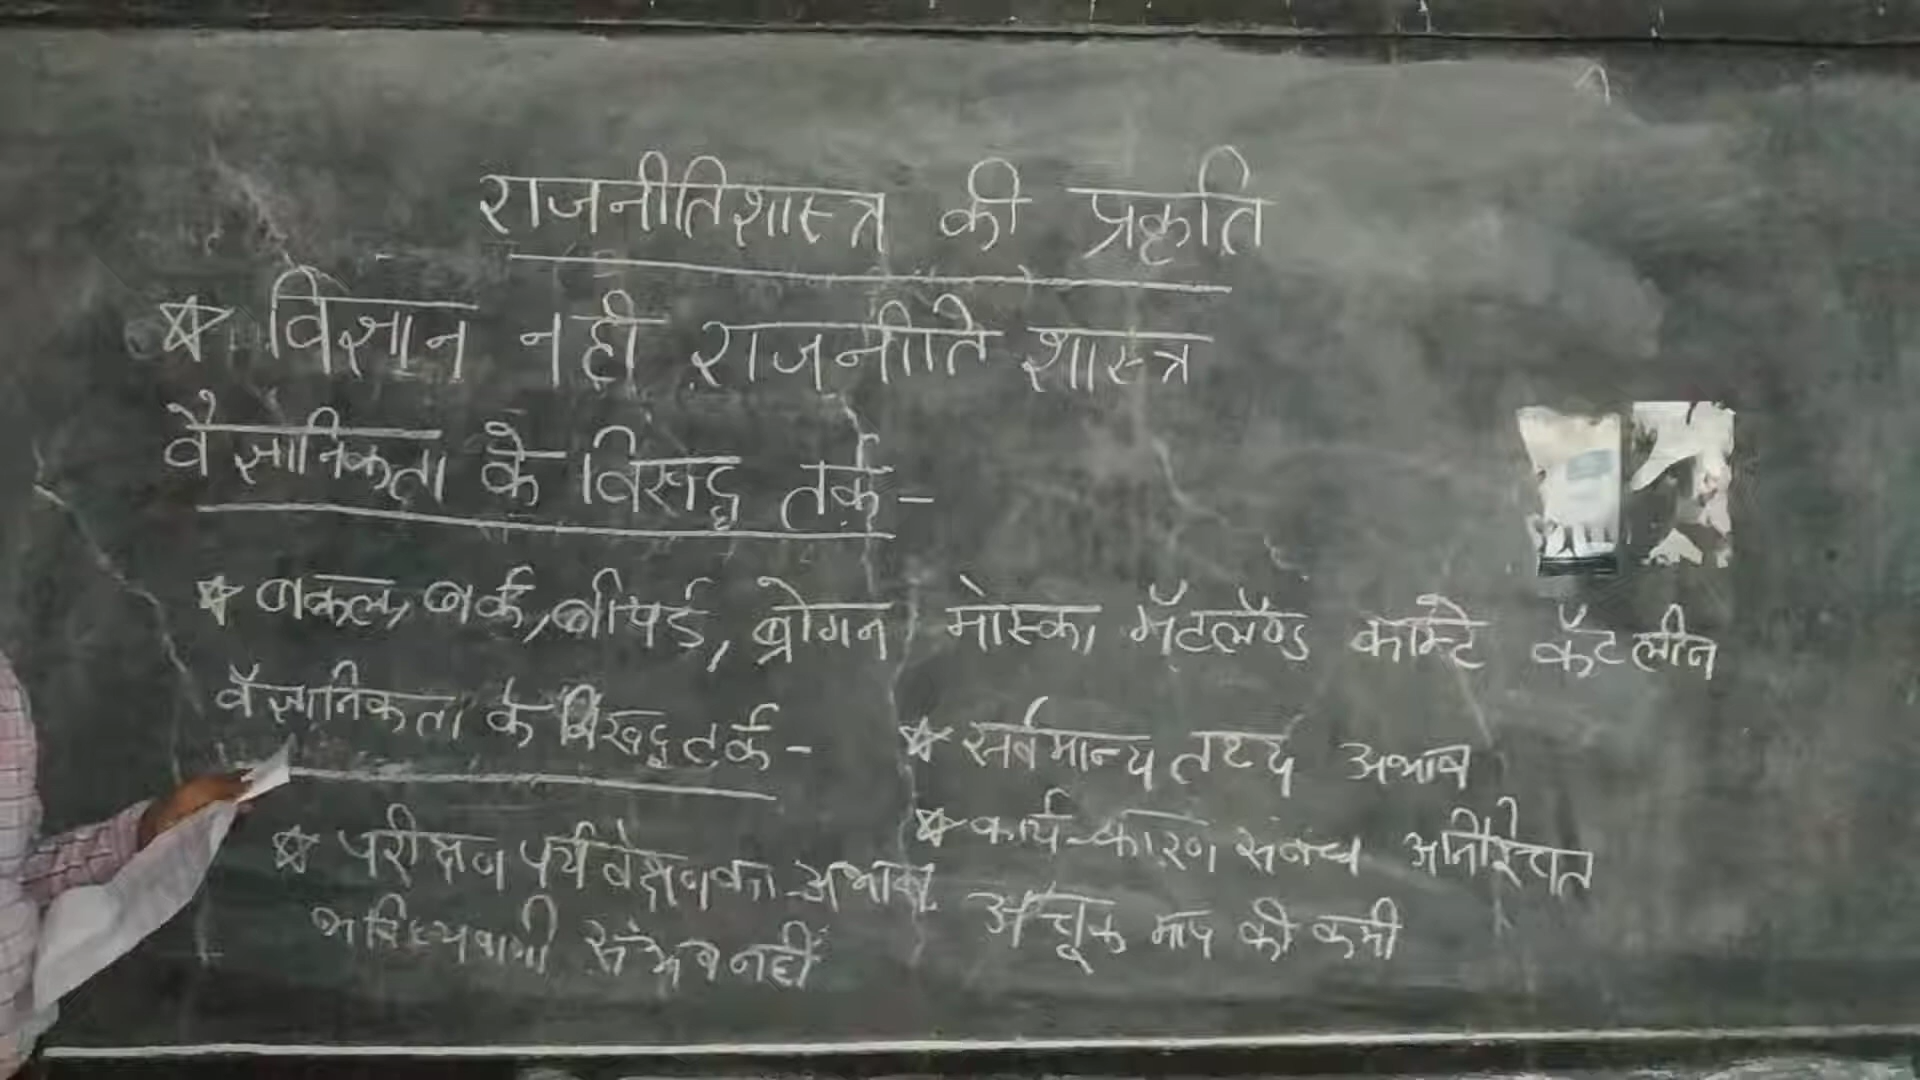 राजनीतिशास्त्र की प्रकृति
☆ विज्ञान नही राजनीति शास्त्र
वैज्ञानिकता के विरुद्ध तर्क -
☆ बकल, बर्क, बीयर्ड, ब्रोगन मोस्का, मॅटलॅण्ड काम्टे कॅटलीन
वैज्ञानिकता के विरुद्ध तर्क -
☆ परीक्षण पर्यवेक्षण का अभाव
भविष्यवाणी संभव नहीं
☆ सर्वमान्य तथ्य अभाव
☆ कार्य-कारण संबन्ध अनिश्चित
अचूक माप की कमी